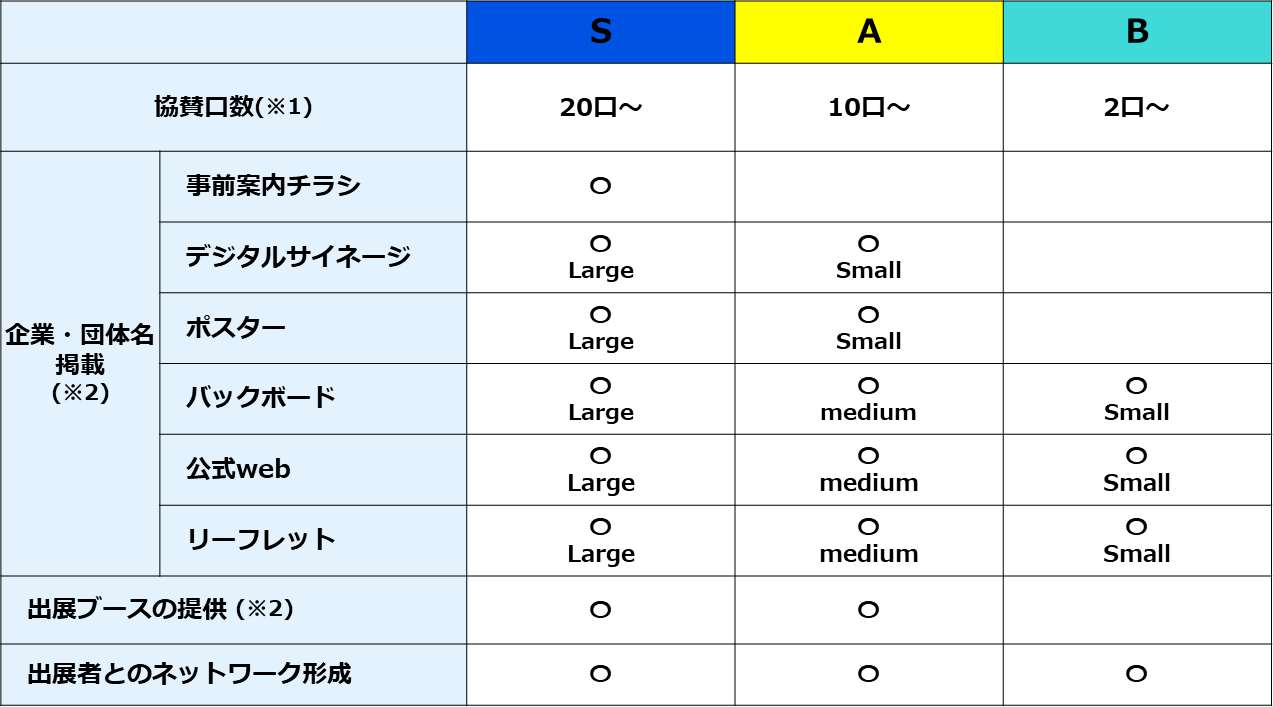 S A B
協賛口数(※1) 20口～ 10口～ 2口～
企業・団体名
掲載
(※2)
事前案内チラシ ○
デジタルサイネージ ○ ○
Large Small
ポスター ○ ○
Large Small
バックボード ○ ○ ○
Large medium Small
公式web ○ ○ ○
Large medium Small
リーフレット ○ ○ ○
Large medium Small
出展ブースの提供 (※2) ○ ○
出展者とのネットワーク形成 ○ ○ ○